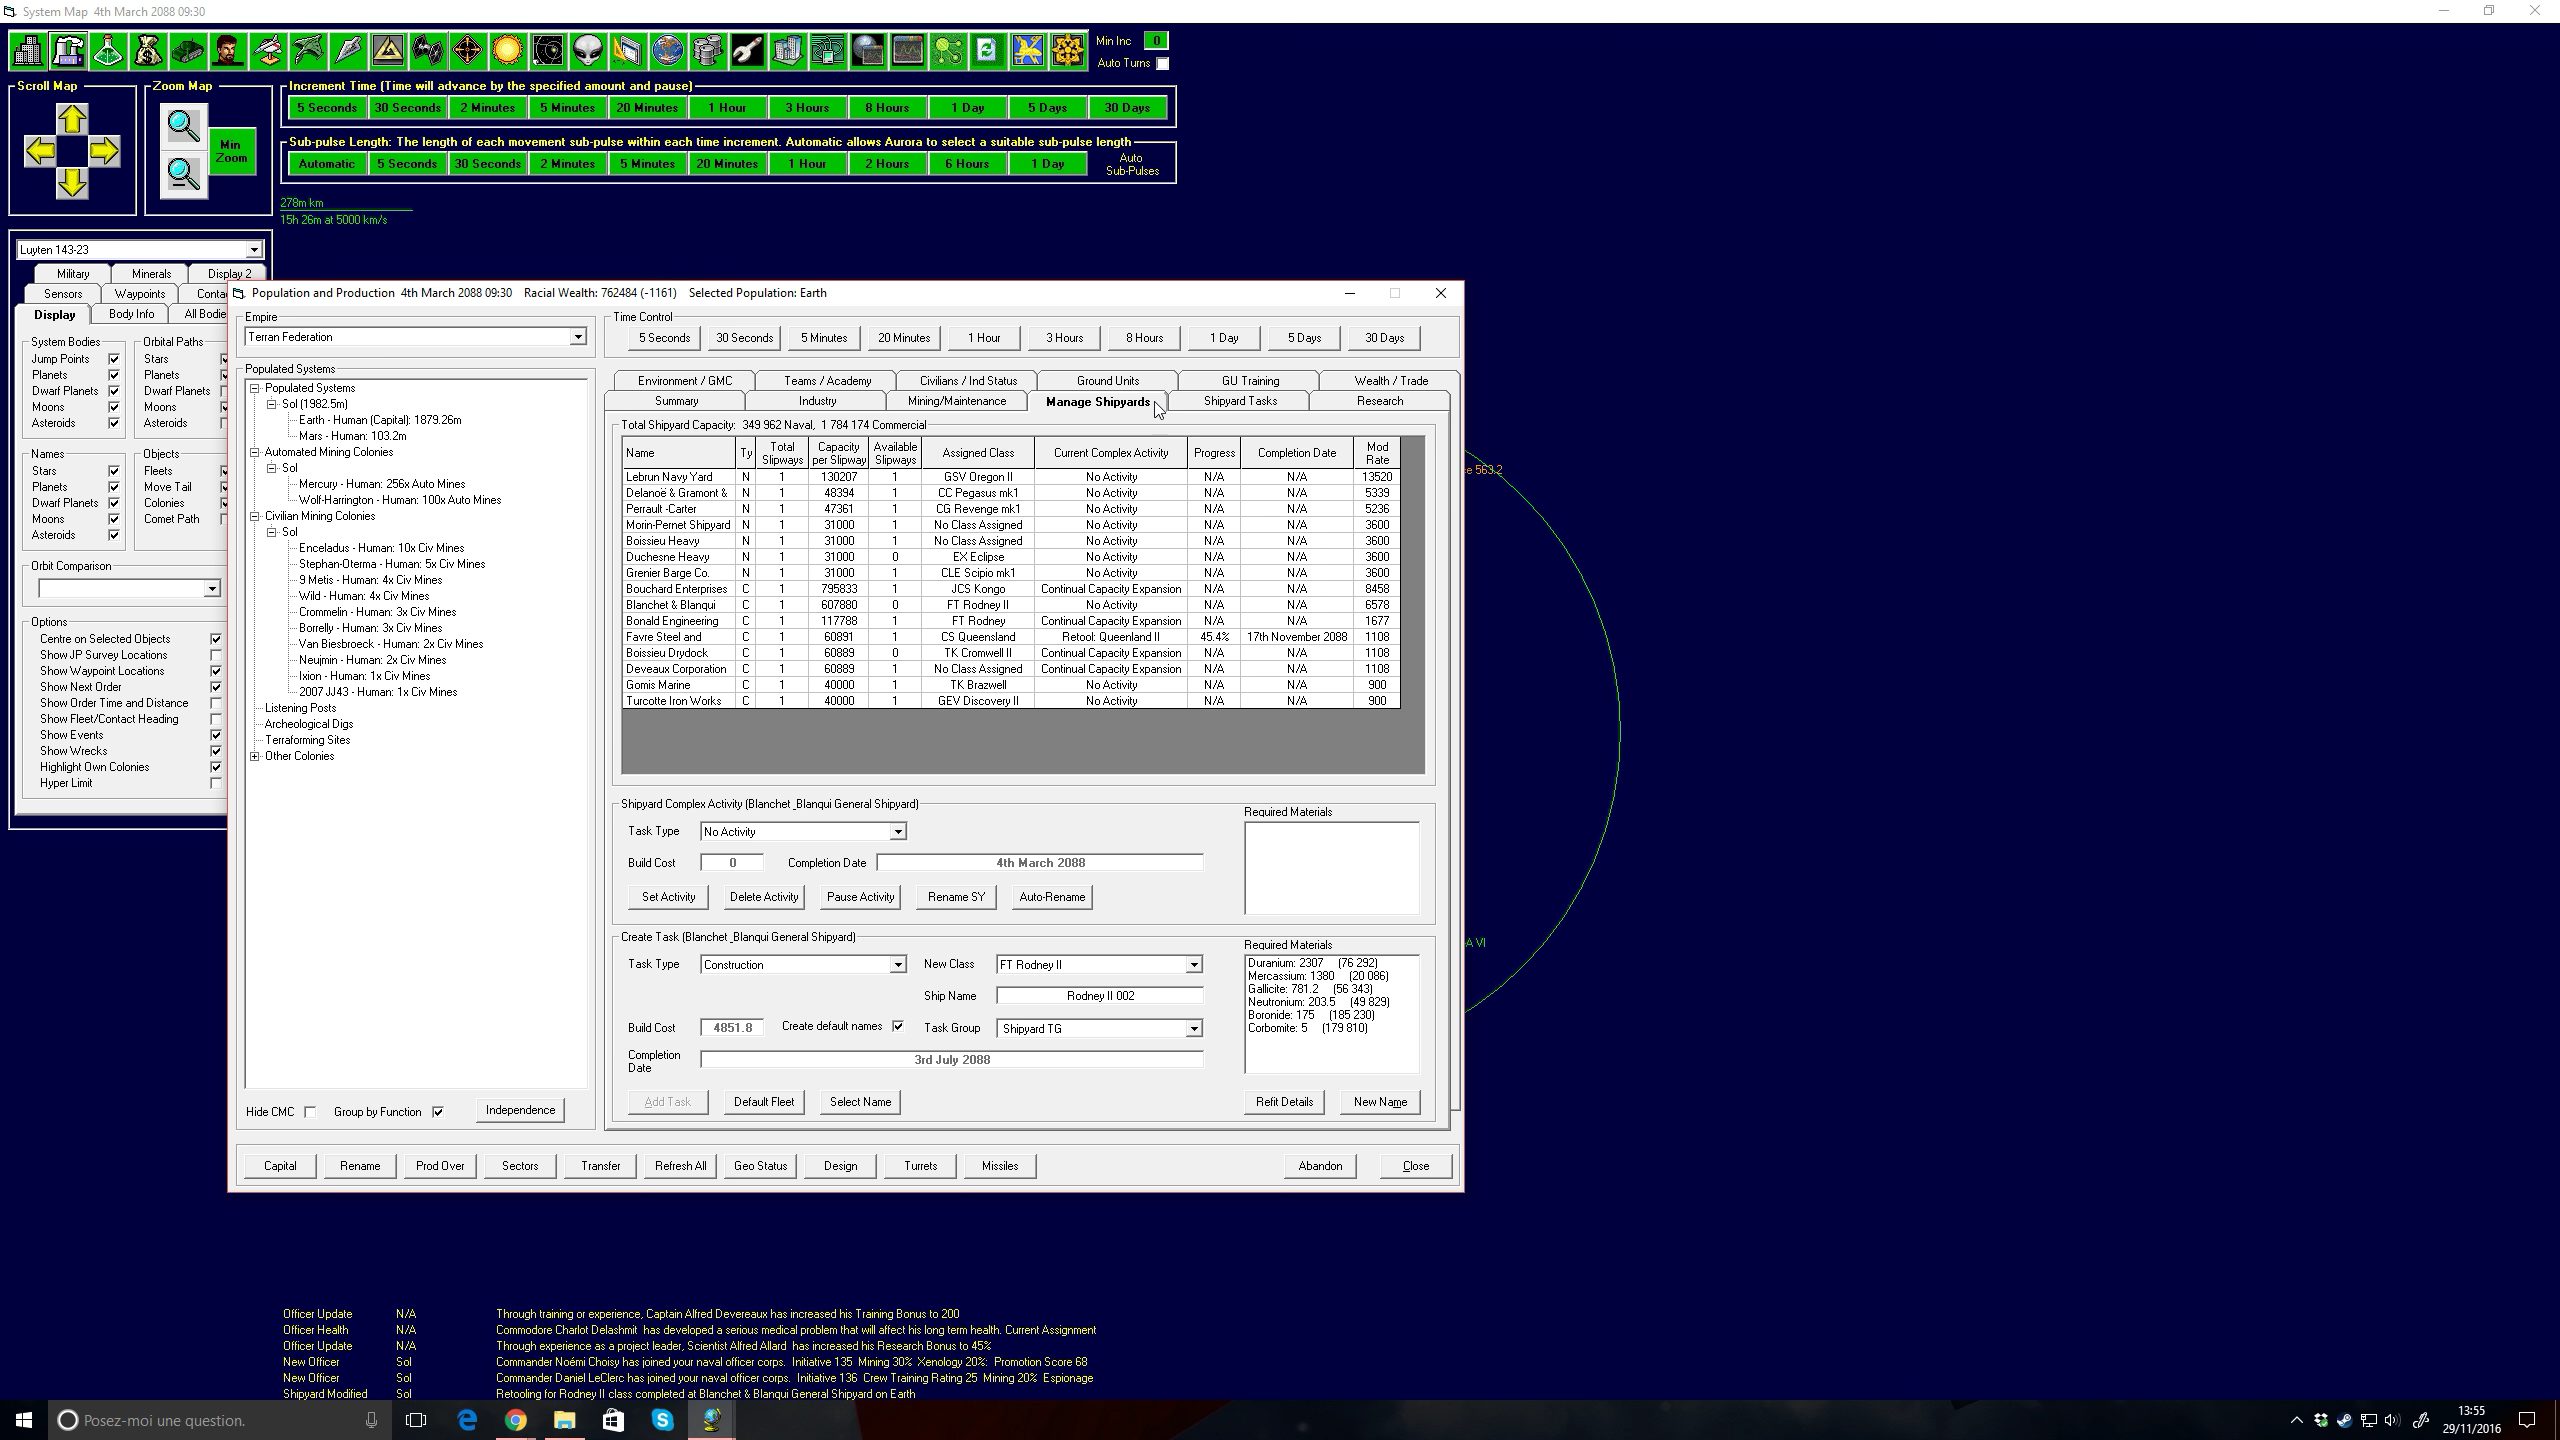 System Map  4th March 2088 09:30
Min Inc 0
Auto Turns
Scroll Map
Zoom Map
Min Zoom
Increment Time (Time will advance by the specified amount and pause)
5 Seconds 30 Seconds 2 Minutes 5 Minutes 20 Minutes 1 Hour 3 Hours 8 Hours 1 Day 5 Days 30 Days
Sub-pulse Length: The length of each movement sub-pulse within each time increment. Automatic allows Aurora to select a suitable sub-pulse length
Automatic 5 Seconds 30 Seconds 2 Minutes 5 Minutes 20 Minutes 1 Hour 2 Hours 6 Hours 1 Day
Auto Sub-Pulses
278m km
15h 26m at 5000 km/s
Luyten 143-23
Military Minerals Display 2
Sensors Waypoints Conta
Display Body Info All Bodie
System Bodies
Jump Points
Planets
Dwarf Planets
Moons
Asteroids
Orbital Paths
Stars
Planets
Dwarf Planets
Moons
Asteroids
Names
Stars
Planets
Dwarf Planets
Moons
Asteroids
Objects
Fleets
Move Tail
Colonies
Comet Path
Orbit Comparison
Options
Centre on Selected Objects
Show JP Survey Locations
Show Waypoint Locations
Show Next Order
Show Order Time and Distance
Show Fleet/Contact Heading
Show Events
Show Wrecks
Highlight Own Colonies
Hyper Limit
Population and Production  4th March 2088 09:30   Racial Wealth: 762484 (-1161)   Selected Population: Earth
Empire
Terran Federation
Time Control
5 Seconds 30 Seconds 5 Minutes 20 Minutes 1 Hour 3 Hours 8 Hours 1 Day 5 Days 30 Days
Populated Systems
Populated Systems
Sol (1982.5m)
Earth - Human (Capital): 1879.26m
Mars - Human: 103.2m
Automated Mining Colonies
Sol
Mercury - Human: 256x Auto Mines
Wolf-Harrington - Human: 100x Auto Mines
Civilian Mining Colonies
Sol
Enceladus - Human: 10x Civ Mines
Stephan-Oterma - Human: 5x Civ Mines
9 Metis - Human: 4x Civ Mines
Wild - Human: 4x Civ Mines
Crommelin - Human: 3x Civ Mines
Borrelly - Human: 3x Civ Mines
Van Biesbroeck - Human: 2x Civ Mines
Neujmin - Human: 2x Civ Mines
Ixion - Human: 1x Civ Mines
2007 JJ43 - Human: 1x Civ Mines
Listening Posts
Archeological Digs
Terraforming Sites
Other Colonies
Hide CMC
Group by Function
Independence
Environment / GMC Teams / Academy Civilians / Ind Status Ground Units GU Training Wealth / Trade
Summary Industry Mining/Maintenance Manage Shipyards Shipyard Tasks Research
Total Shipyard Capacity:  349 962 Naval,  1 784 174 Commercial
Name Ty Total Slipways Capacity per Slipway Available Slipways Assigned Class Current Complex Activity Progress Completion Date Mod Rate
Lebrun Navy Yard N 1 130207 1 GSV Oregon II No Activity N/A N/A 13520
Delanoë & Gramont & N 1 48394 1 CC Pegasus mk1 No Activity N/A N/A 5339
Perrault -Carter N 1 47361 1 CG Revenge mk1 No Activity N/A N/A 5236
Morin-Pernet Shipyard N 1 31000 1 No Class Assigned No Activity N/A N/A 3600
Boissieu Heavy N 1 31000 1 No Class Assigned No Activity N/A N/A 3600
Duchesne Heavy N 1 31000 0 EX Eclipse No Activity N/A N/A 3600
Grenier Barge Co. N 1 31000 1 CLE Scipio mk1 No Activity N/A N/A 3600
Bouchard Enterprises C 1 795833 1 JCS Kongo Continual Capacity Expansion N/A N/A 8458
Blanchet & Blanqui C 1 607880 0 FT Rodney II No Activity N/A N/A 6578
Bonald Engineering C 1 117788 1 FT Rodney Continual Capacity Expansion N/A N/A 1677
Favre Steel and C 1 60891 1 CS Queensland Retool: Queenland II 45.4% 17th November 2088 1108
Boissieu Drydock C 1 60889 0 TK Cromwell II Continual Capacity Expansion N/A N/A 1108
Deveaux Corporation C 1 60889 1 No Class Assigned Continual Capacity Expansion N/A N/A 1108
Gomis Marine C 1 40000 1 TK Brazwell No Activity N/A N/A 900
Turcotte Iron Works C 1 40000 1 GEV Discovery II No Activity N/A N/A 900
Shipyard Complex Activity (Blanchet _Blanqui General Shipyard)
Task Type No Activity
Build Cost 0 Completion Date 4th March 2088
Set Activity Delete Activity Pause Activity Rename SY Auto-Rename
Required Materials
Create Task (Blanchet _Blanqui General Shipyard)
Task Type Construction New Class FT Rodney II
Ship Name Rodney II 002
Build Cost 4851.8 Create default names Task Group Shipyard TG
Completion Date 3rd July 2088
Add Task Default Fleet Select Name
Required Materials
Duranium: 2307 (76 292)
Mercassium: 1380 (20 086)
Gallicite: 781.2 (56 343)
Neutronium: 203.5 (49 829)
Boronide: 175 (185 230)
Corbomite: 5 (179 810)
Refit Details New Name
Capital Rename Prod Over Sectors Transfer Refresh All Geo Status Design Turrets Missiles Abandon Close
e 563.2
A VI
Officer Update N/A Through training or experience, Captain Alfred Devereaux has increased his Training Bonus to 200
Officer Health N/A Commodore Charlot Delashmit  has developed a serious medical problem that will affect his long term health. Current Assignment
Officer Update N/A Through experience as a project leader, Scientist Alfred Allard  has increased his Research Bonus to 45%
New Officer Sol Commander Noémi Choisy has joined your naval officer corps.  Initiative 135  Mining 30%  Xenology 20%:  Promotion Score 68
New Officer Sol Commander Daniel LeClerc has joined your naval officer corps.  Initiative 136  Crew Training Rating 25  Mining 20%  Espionage
Shipyard Modified Sol Retooling for Rodney II class completed at Blanchet & Blanqui General Shipyard on Earth
Posez-moi une question.
13:55
29/11/2016